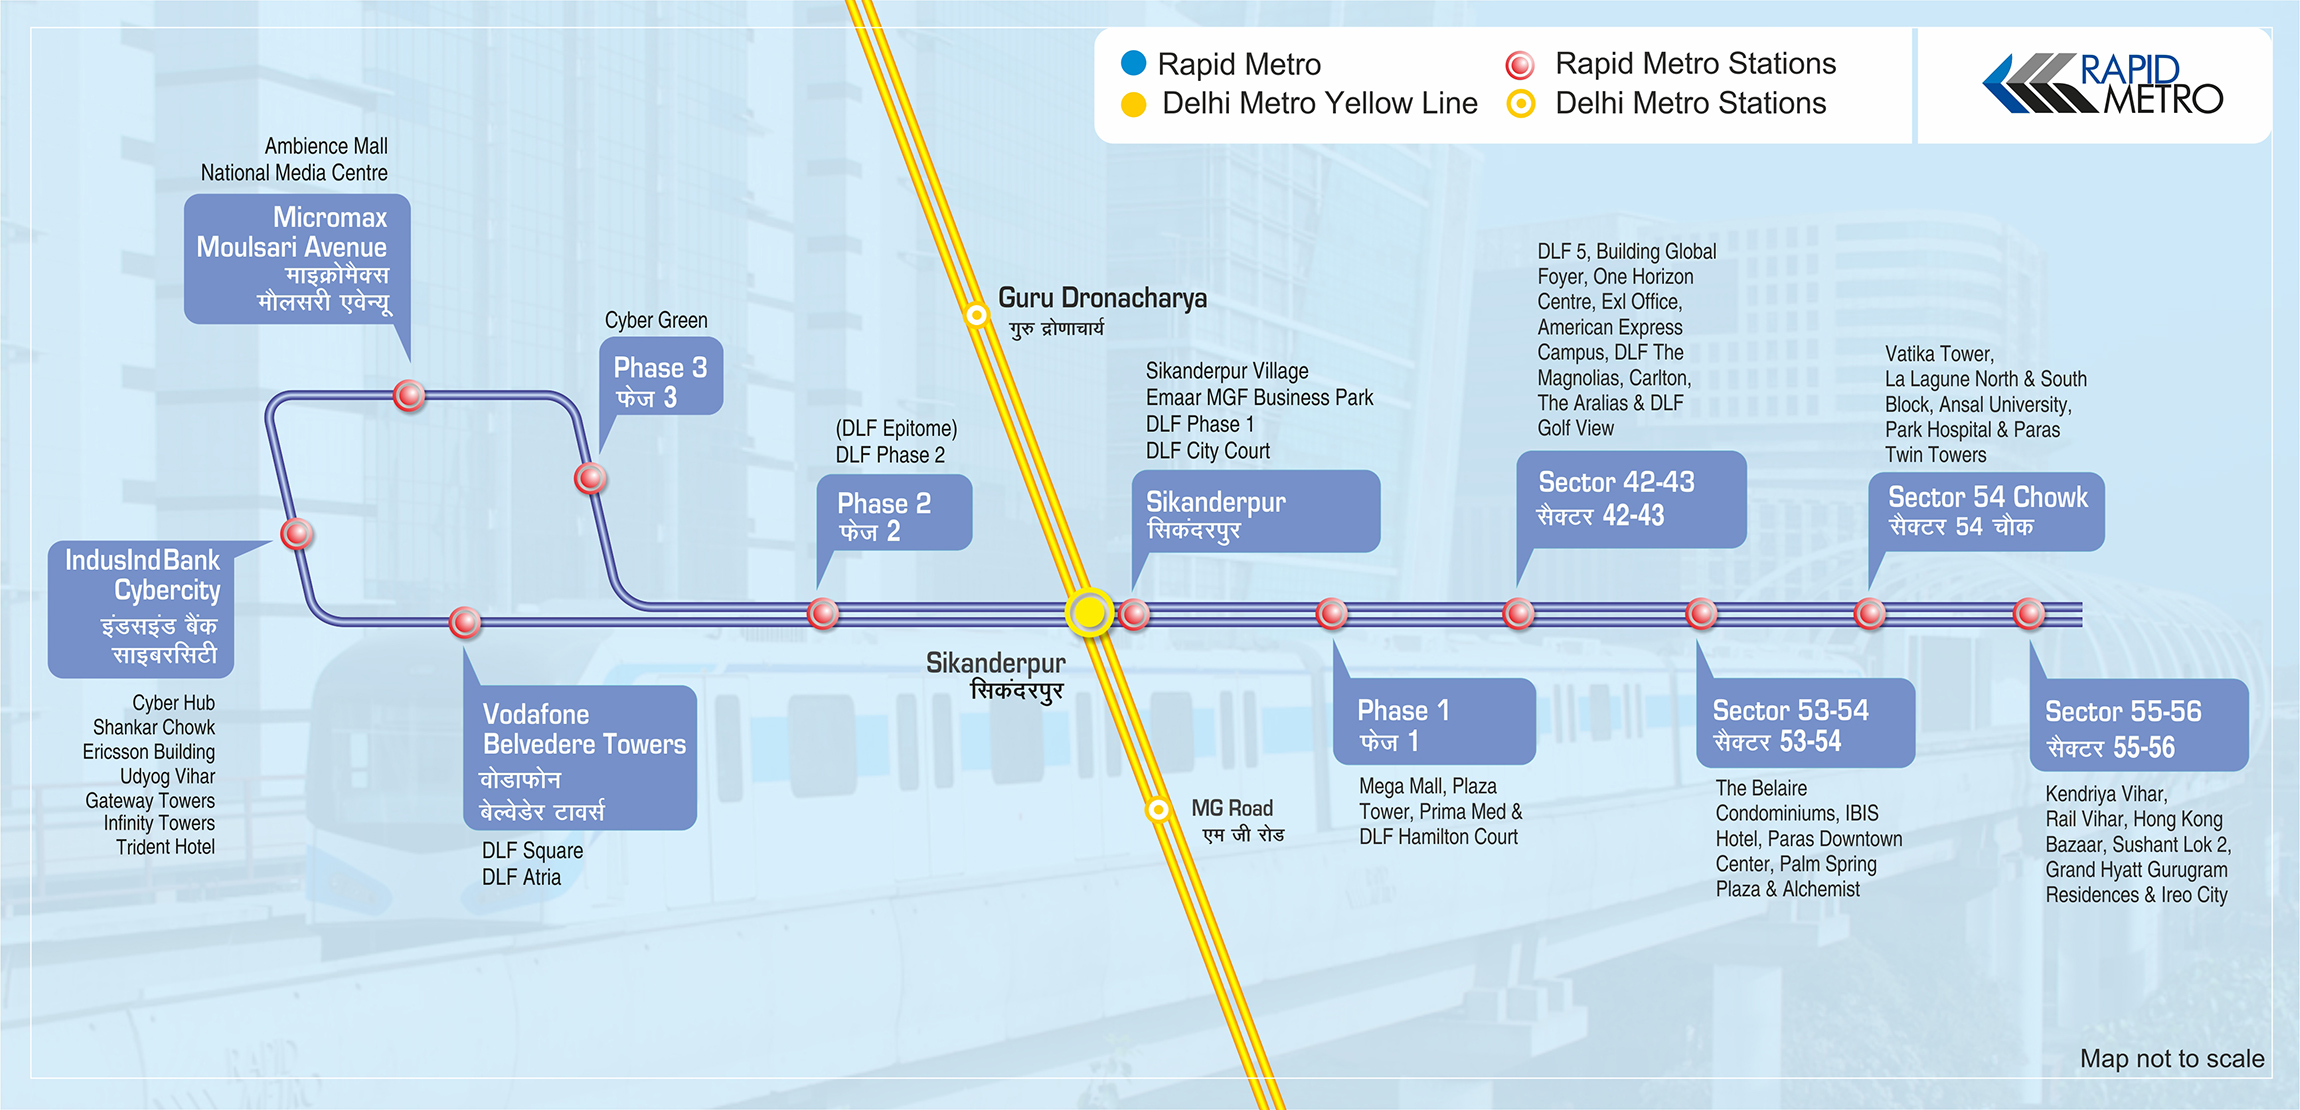 Rapid Metro
Delhi Metro Yellow Line
Rapid Metro Stations
Delhi Metro Stations
RAPID
METRO
Ambience Mall
National Media Centre
Micromax
Moulsari Avenue
माइक्रोमैक्स
मौलसरी एवेन्यू
Cyber Green
Phase 3
फेज 3
(DLF Epitome)
DLF Phase 2
Phase 2
फेज 2
Guru Dronacharya
गुरु द्रोणाचार्य
Sikanderpur Village
Emaar MGF Business Park
DLF Phase 1
DLF City Court
Sikanderpur
सिकंदरपुर
DLF 5, Building Global
Foyer, One Horizon
Centre, Exl Office,
American Express
Campus, DLF The
Magnolias, Carlton,
The Aralias & DLF
Golf View
Sector 42-43
सैक्टर 42-43
Vatika Tower,
La Lagune North & South
Block, Ansal University,
Park Hospital & Paras
Twin Towers
Sector 54 Chowk
सैक्टर 54 चौक
IndusInd Bank
Cybercity
इंडसइंड बैंक
साइबरसिटी
Cyber Hub
Shankar Chowk
Ericsson Building
Udyog Vihar
Gateway Towers
Infinity Towers
Trident Hotel
Vodafone
Belvedere Towers
वोडाफोन
बेल्वेडेर टावर्स
DLF Square
DLF Atria
Sikanderpur
सिकंदरपुर
MG Road
एम जी रोड
Phase 1
फेज 1
Mega Mall, Plaza
Tower, Prima Med &
DLF Hamilton Court
Sector 53-54
सैक्टर 53-54
The Belaire
Condominiums, IBIS
Hotel, Paras Downtown
Center, Palm Spring
Plaza & Alchemist
Sector 55-56
सैक्टर 55-56
Kendriya Vihar,
Rail Vihar, Hong Kong
Bazaar, Sushant Lok 2,
Grand Hyatt Gurugram
Residences & Ireo City
Map not to scale